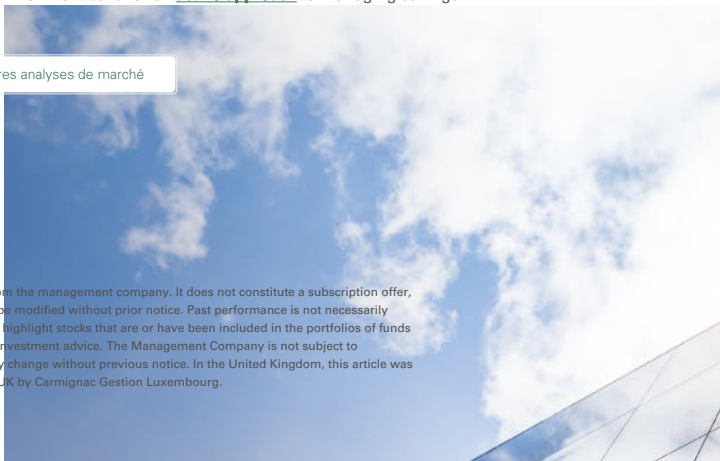 analyses de marché
the management company. It does not constitute a subscription offer,
be modified without prior notice. Past performance is not necessarily
highlight stocks that are or have been included in the portfolios of funds
investment advice. The Management Company is not subject to
change without previous notice. In the United Kingdom, this article was
UK by Carmignac Gestion Luxembourg.